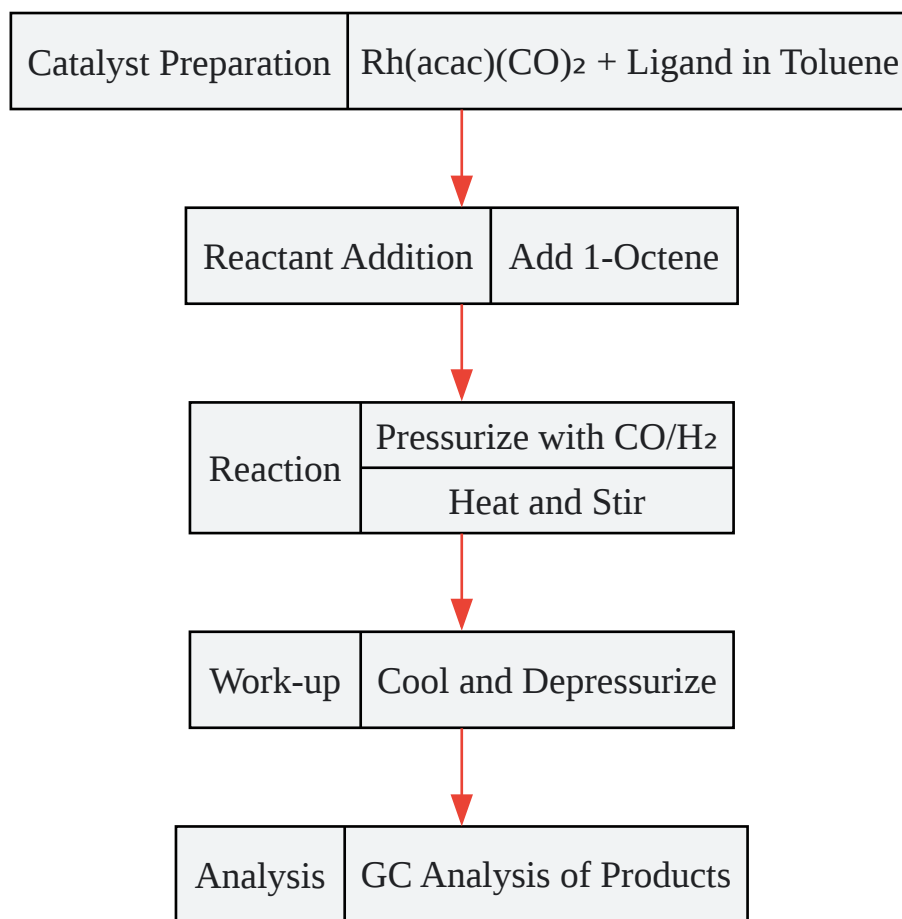 Catalyst Preparation
Rh(acac)(CO)₂ + Ligand in Toluene
Reactant Addition
Add 1-Octene
Reaction
Pressurize with CO/H₂
Heat and Stir
Work-up
Cool and Depressurize
Analysis
GC Analysis of Products